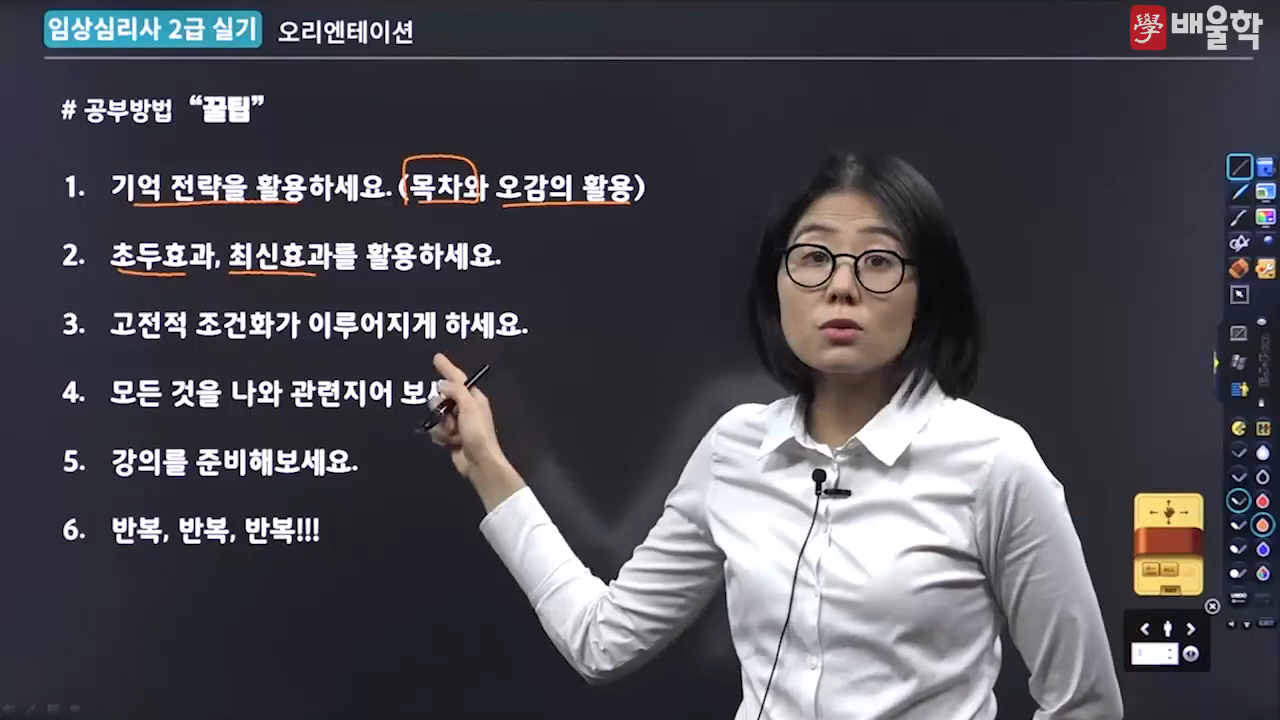 임상심리사 2급 실기 오리엔테이션
學 배울학
# 공부방법 “꿀팁”
1. 기억 전략을 활용하세요. (목차와 오감의 활용)
2. 초두효과, 최신효과를 활용하세요.
3. 고전적 조건화가 이루어지게 하세요.
4. 모든 것을 나와 관련지어 보세
5. 강의를 준비해보세요.
6. 반복, 반복, 반복!!!
3
UNDO
EXIT